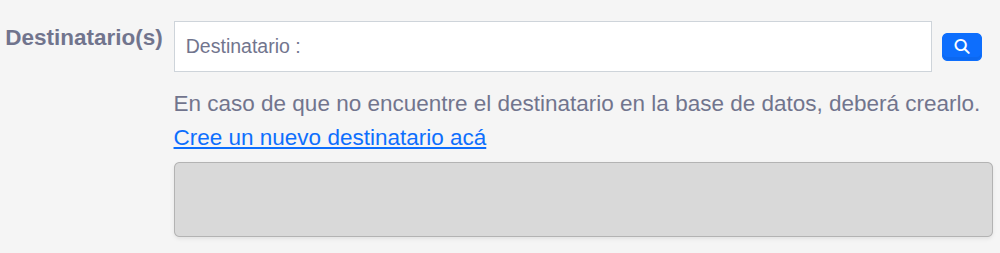 Destinatario(s)
Destinatario :
En caso de que no encuentre el destinatario en la base de datos, deberá crearlo.
Cree un nuevo destinatario acá